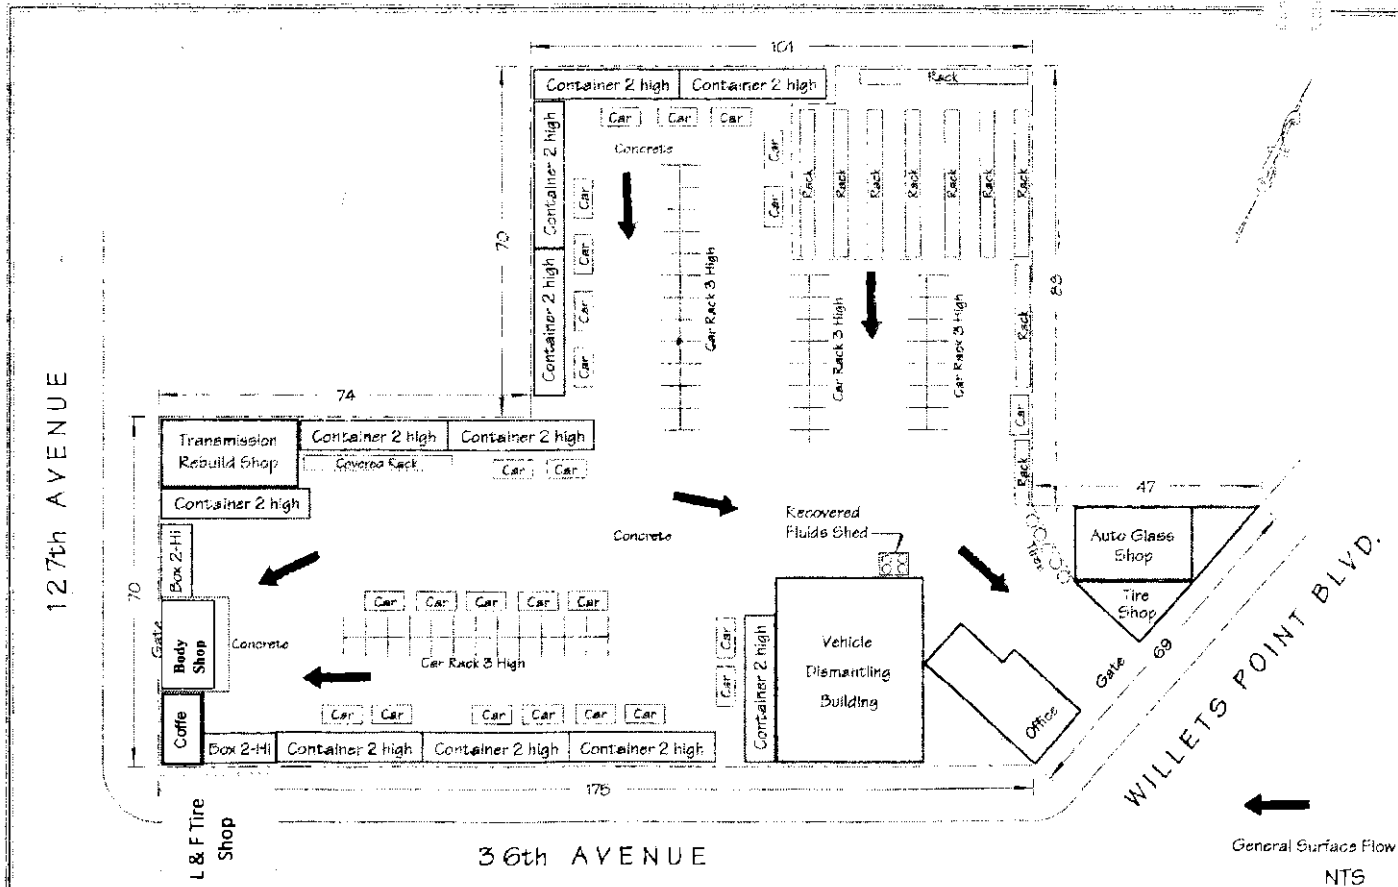 101
Container 2 high
Container 2 high
Rack
Car
Car
Car
Concrete
Container 2 high
Container 2 high
Car
Car
Car
Car
Car
Car
Rack
Rack
Rack
Rack
Rack
Rack
Rack
70
Car Rack 3 High
Car Rack 3 High
Car Rack 3 High
Rack
83
Car
Rack
74
Transmission
Rebuild Shop
Container 2 high
Container 2 high
Covered Rack
Car
Car
Container 2 high
47
Recovered
Fluids Shed
Auto Glass
Shop
Tire
Shop
127th AVENUE
70
Box 2-Hi
Concrete
Gate
Body
Shop
Concrete
Car
Car
Car
Car
Car
Car Rack 3 High
Car
Car
Container 2 high
Vehicle
Dismantling
Building
Office
Gate
69
WILLETS POINT BLVD.
Coffe
Box 2-Hi
Car
Car
Car
Car
Car
Car
Container 2 high
Container 2 high
Container 2 high
175
L & F Tire
Shop
36th AVENUE
General Surface Flow
NTS